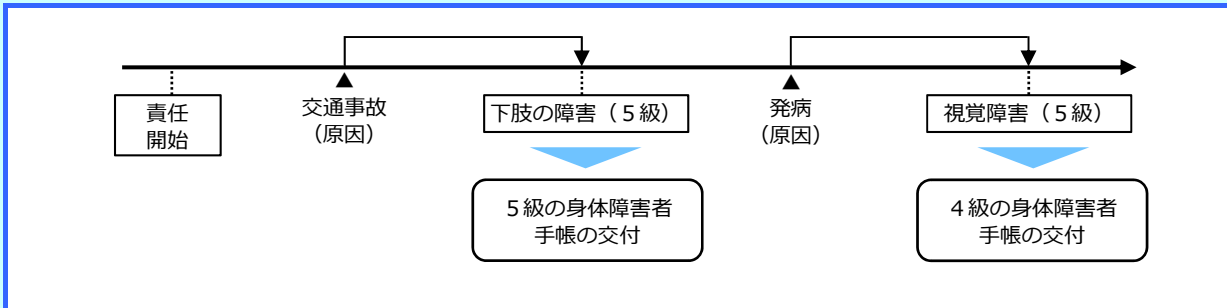 責任
開始
交通事故
（原因）
下肢の障害（５級）
５級の身体障害者
手帳の交付
発病
（原因）
視覚障害（５級）
４級の身体障害者
手帳の交付